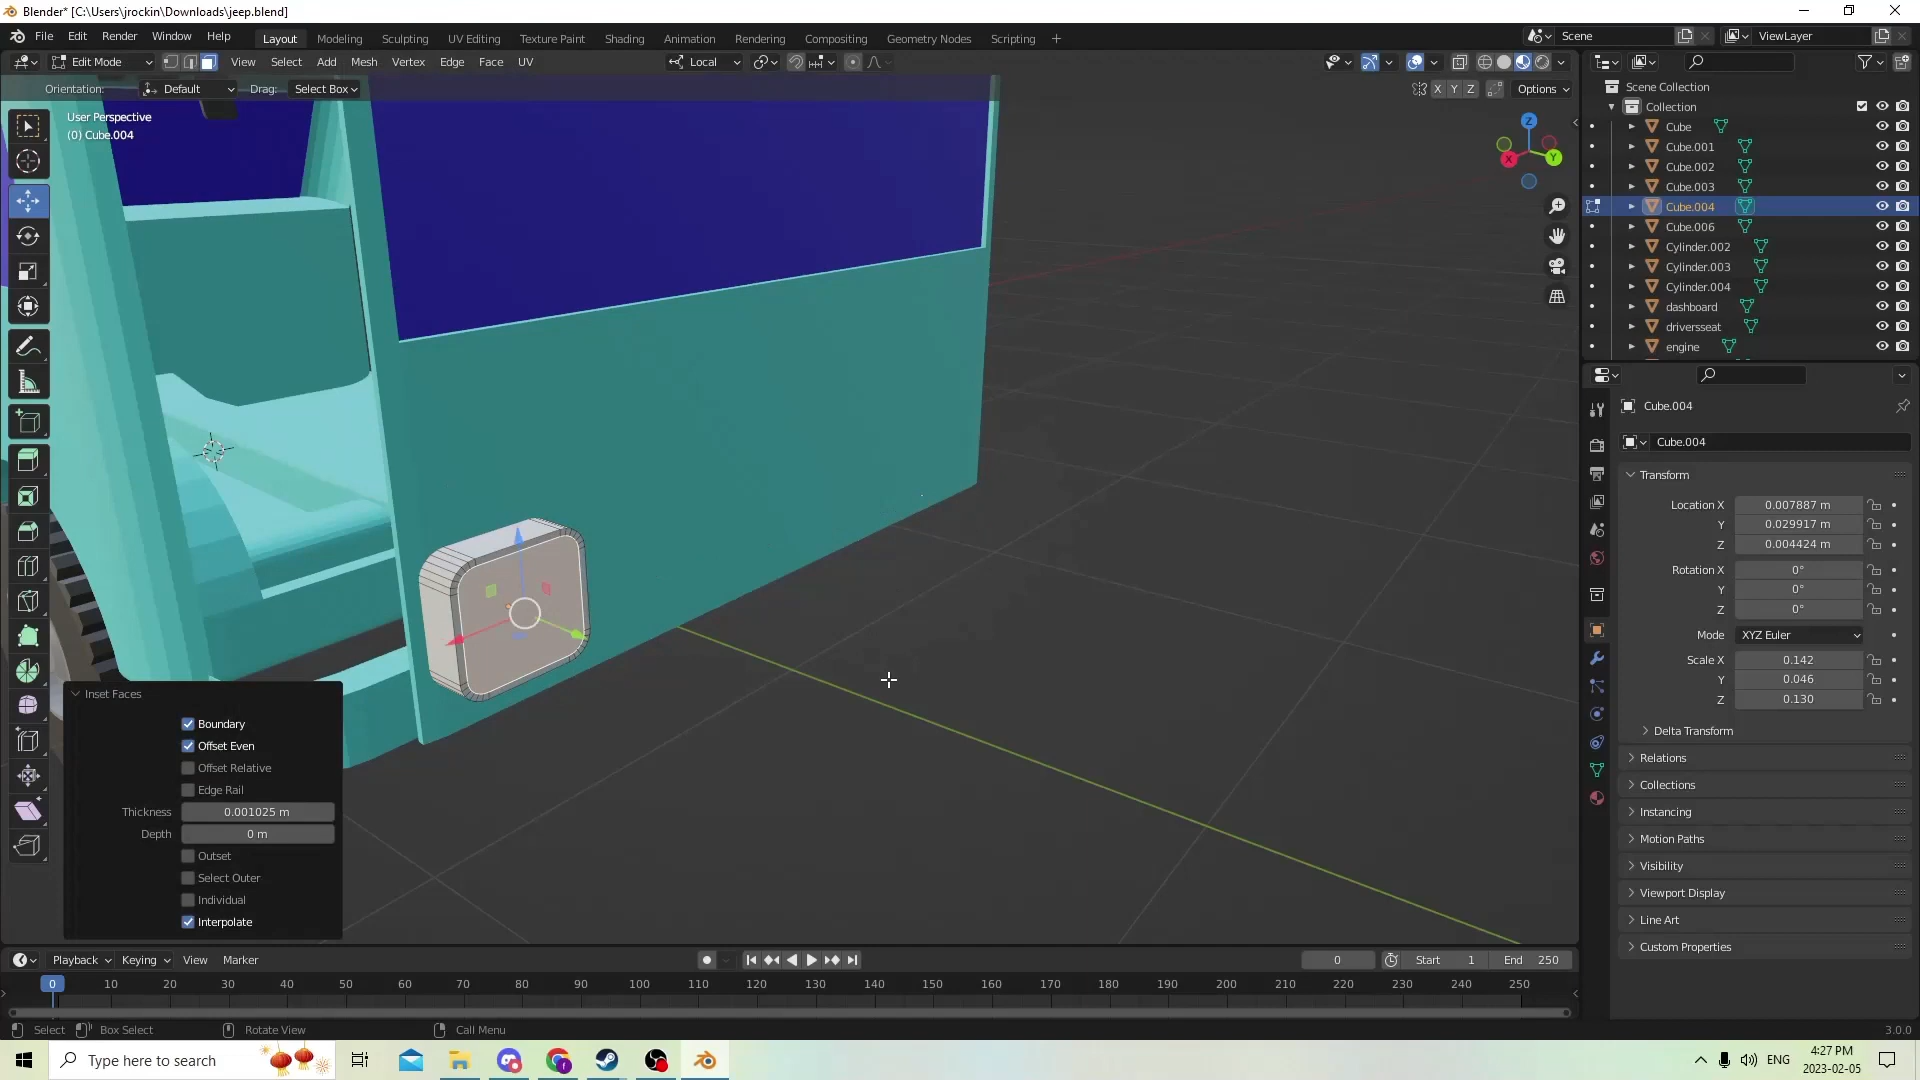 Blender* [C:\Users\jrockin\Downloads\jeep.blend]
File Edit Render Window Help
Layout Modeling Sculpting UV Editing Texture Paint Shading Animation Rendering Compositing Geometry Nodes Scripting +
Scene
ViewLayer
Edit Mode
View Select Add Mesh Vertex Edge Face UV
Local
Orientation: Default Drag: Select Box
X Y Z Options
User Perspective
(0) Cube.004
Z
X
Y
Scene Collection
Collection
Cube
Cube.001
Cube.002
Cube.003
Cube.004
Cube.006
Cylinder.002
Cylinder.003
Cylinder.004
dashboard
driversseat
engine
Cube.004
Cube.004
Transform
Location X 0.007887 m
Y 0.029917 m
Z 0.004424 m
Rotation X 0°
Y 0°
Z 0°
Mode XYZ Euler
Scale X 0.142
Y 0.046
Z 0.130
Delta Transform
Relations
Collections
Instancing
Motion Paths
Visibility
Viewport Display
Line Art
Custom Properties
Inset Faces
Boundary
Offset Even
Offset Relative
Edge Rail
Thickness 0.001025 m
Depth 0 m
Outset
Select Outer
Individual
Interpolate
Playback Keying View Marker
0 Start 1 End 250
0 10 20 30 40 50 60 70 80 90 100 110 120 130 140 150 160 170 180 190 200 210 220 230 240 250
Select Box Select Rotate View Call Menu
3.0.0
Type here to search
ENG
4:27 PM
2023-02-05